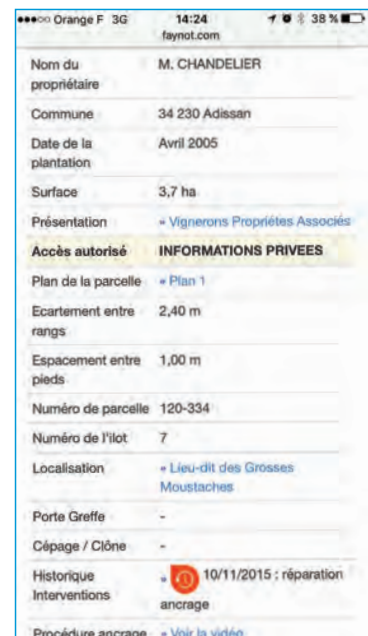 Orange F 3G 14:24 38 %
faynot.com
Nom du M. CHANDELIER
propriétaire
Commune 34 230 Adissan
Date de la Avril 2005
plantation
Surface 3,7 ha
Présentation » Vignerons Propriétes Associés
Accès autorisé INFORMATIONS PRIVEES
Plan de la parcelle » Plan 1
Ecartement entre 2,40 m
rangs
Espacement entre 1,00 m
pieds
Numéro de parcelle 120-334
Numéro de l'ilot 7
Localisation » Lieu-dit des Grosses
Moustaches
Porte Greffe -
Cépage / Clône -
Historique » 10/11/2015 : réparation
Interventions ancrage
Procédure ancrage » Voir la vidéo